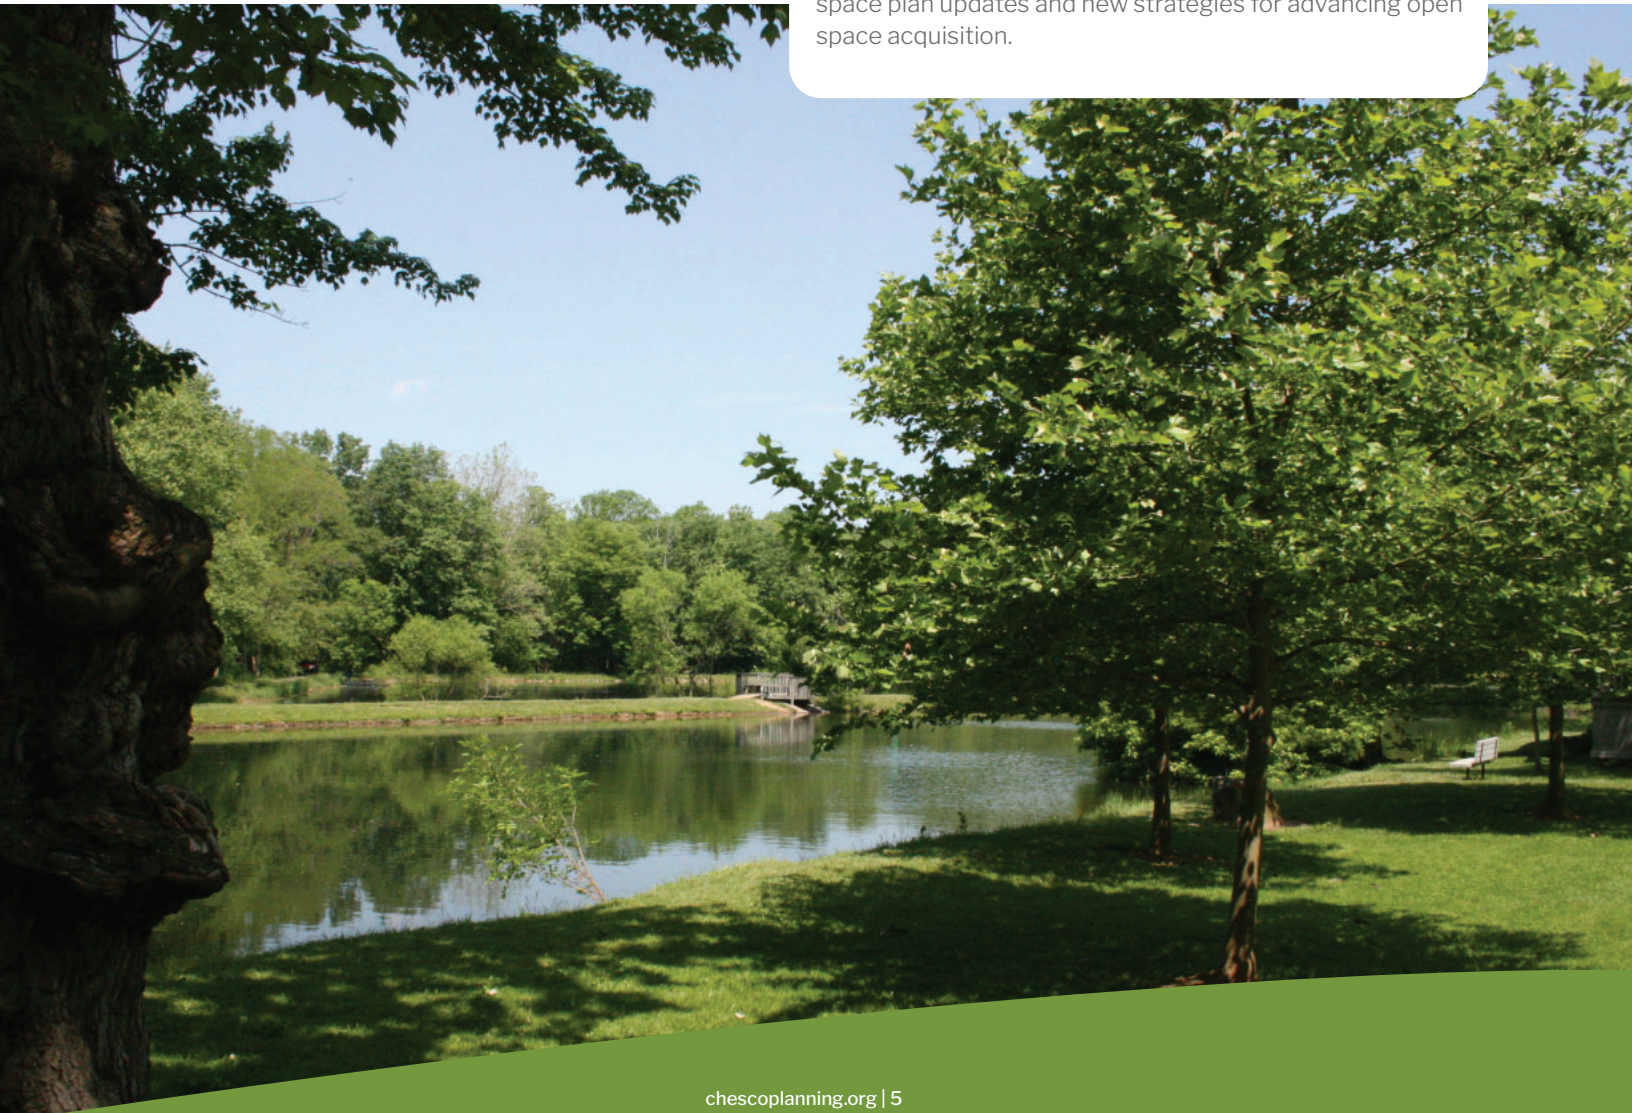 space plan updates and new strategies for advancing open
space acquisition.
chescoplanning.org | 5